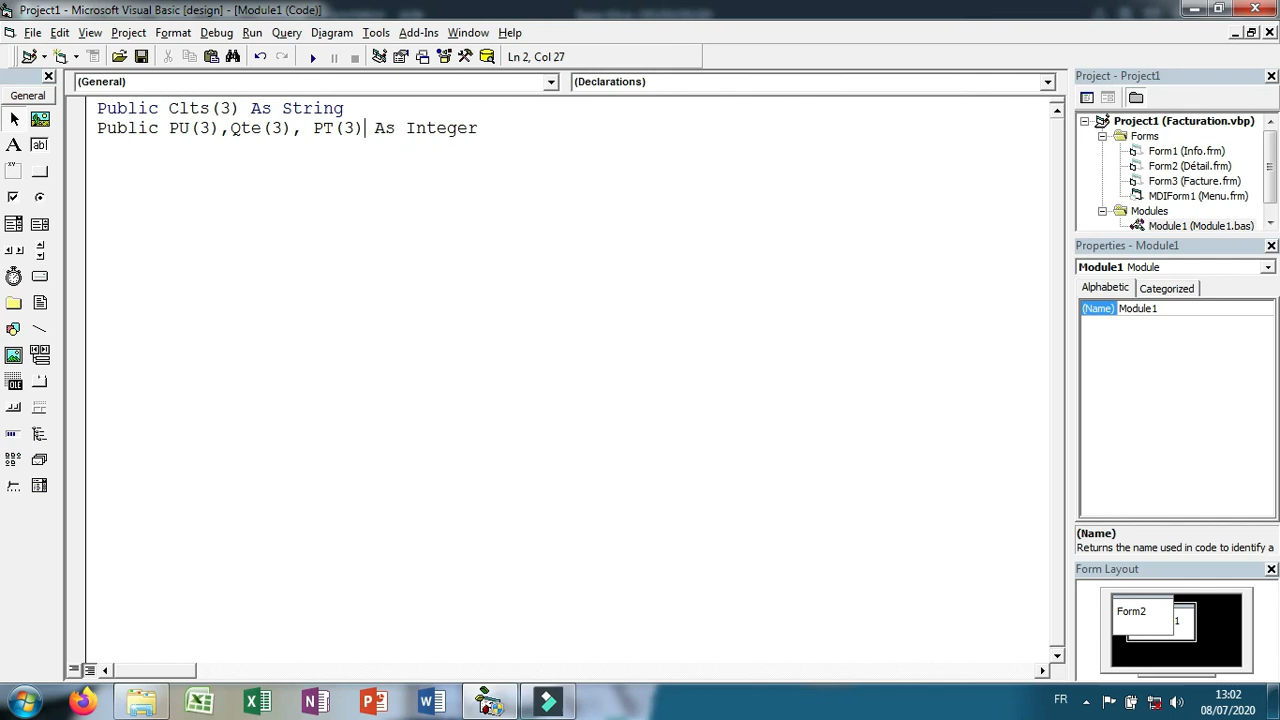 Project1 - Microsoft Visual Basic [design] - [Module1 (Code)]
File Edit View Project Format Debug Run Query Diagram Tools Add-Ins Window Help
Ln 2, Col 27
General
(General)
(Declarations)
Public Clts(3) As String
Public PU(3),Qte(3), PT(3) As Integer
Project - Project1
Project1 (Facturation.vbp)
Forms
Form1 (Info.frm)
Form2 (Détail.frm)
Form3 (Facture.frm)
MDIForm1 (Menu.frm)
Modules
Module1 (Module1.bas)
Properties - Module1
Module1 Module
Alphabetic Categorized
(Name) Module1
(Name)
Returns the name used in code to identify a
Form Layout
Form2
1
FR
13:02
08/07/2020